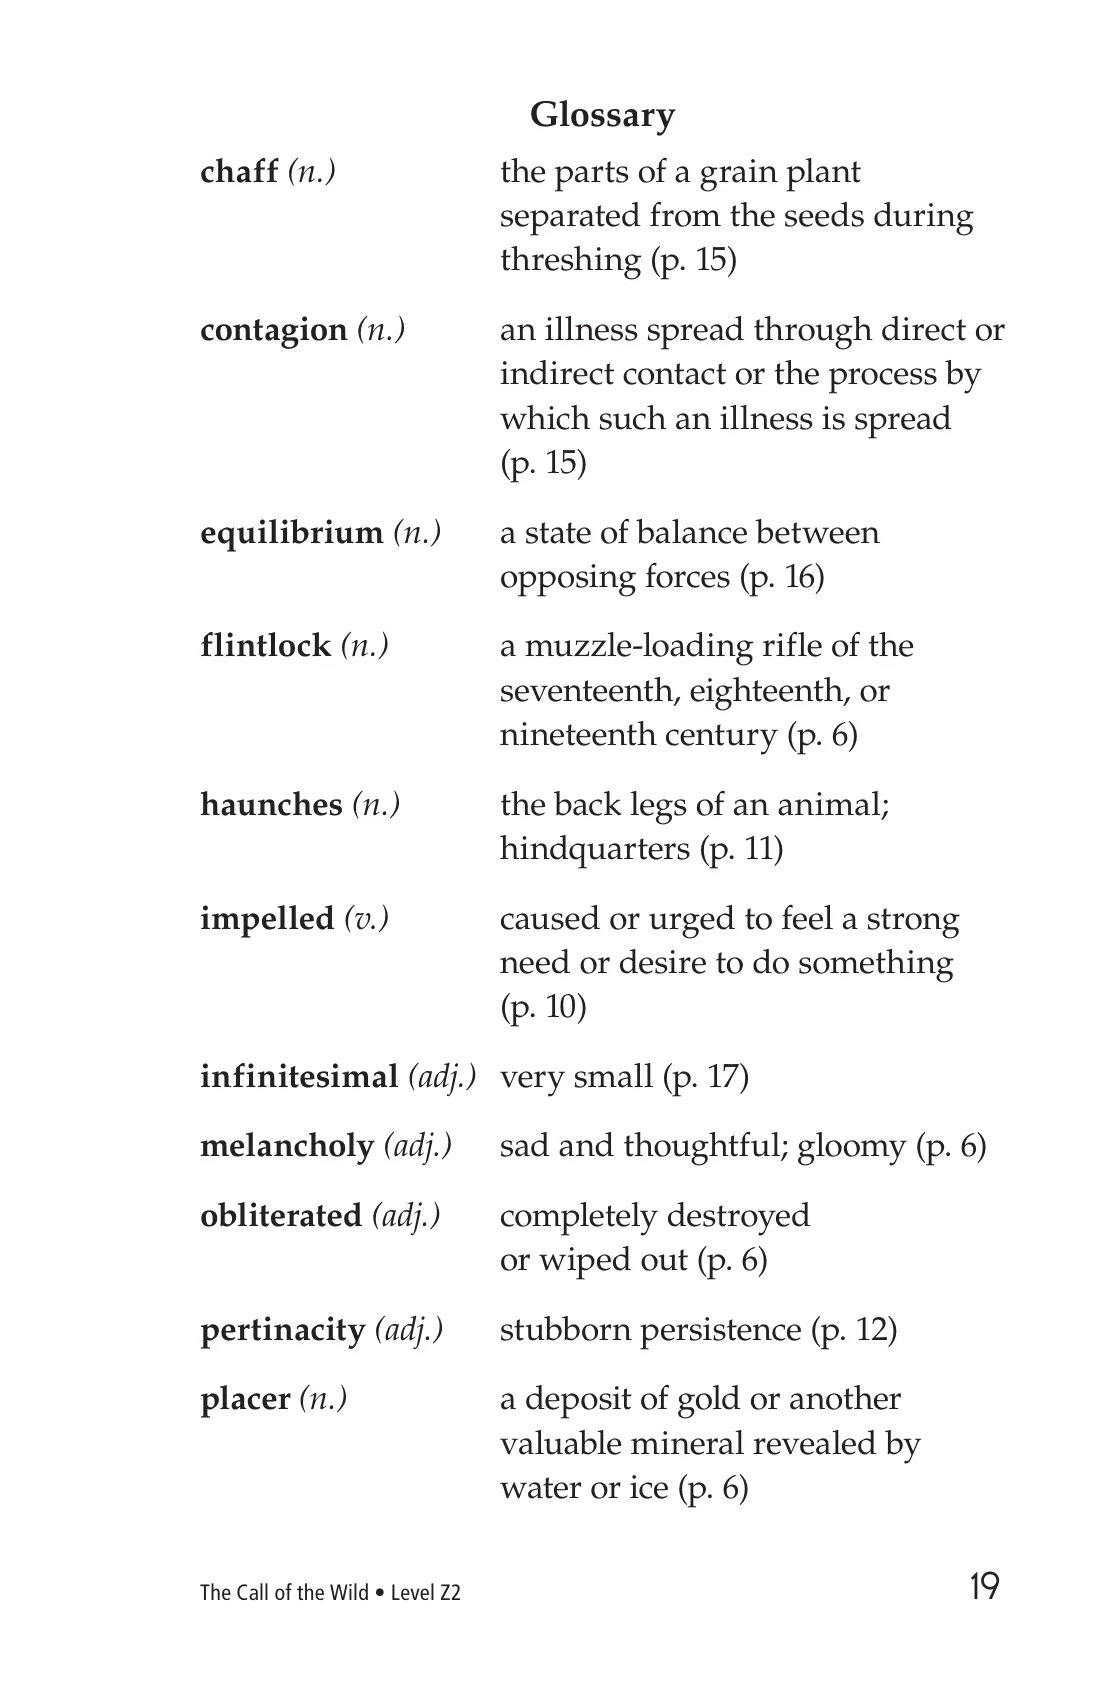 Glossary
chaff (n.) the parts of a grain plant
separated from the seeds during
threshing (p. 15)
contagion (n.) an illness spread through direct or
indirect contact or the process by
which such an illness is spread
(p. 15)
equilibrium (n.) a state of balance between
opposing forces (p. 16)
flintlock (n.) a muzzle-loading rifle of the
seventeenth, eighteenth, or
nineteenth century (p. 6)
haunches (n.) the back legs of an animal;
hindquarters (p. 11)
impelled (v.) caused or urged to feel a strong
need or desire to do something
(p. 10)
infinitesimal (adj.) very small (p. 17)
melancholy (adj.) sad and thoughtful; gloomy (p. 6)
obliterated (adj.) completely destroyed
or wiped out (p. 6)
pertinacity (adj.) stubborn persistence (p. 12)
placer (n.) a deposit of gold or another
valuable mineral revealed by
water or ice (p. 6)
The Call of the Wild • Level Z2 19